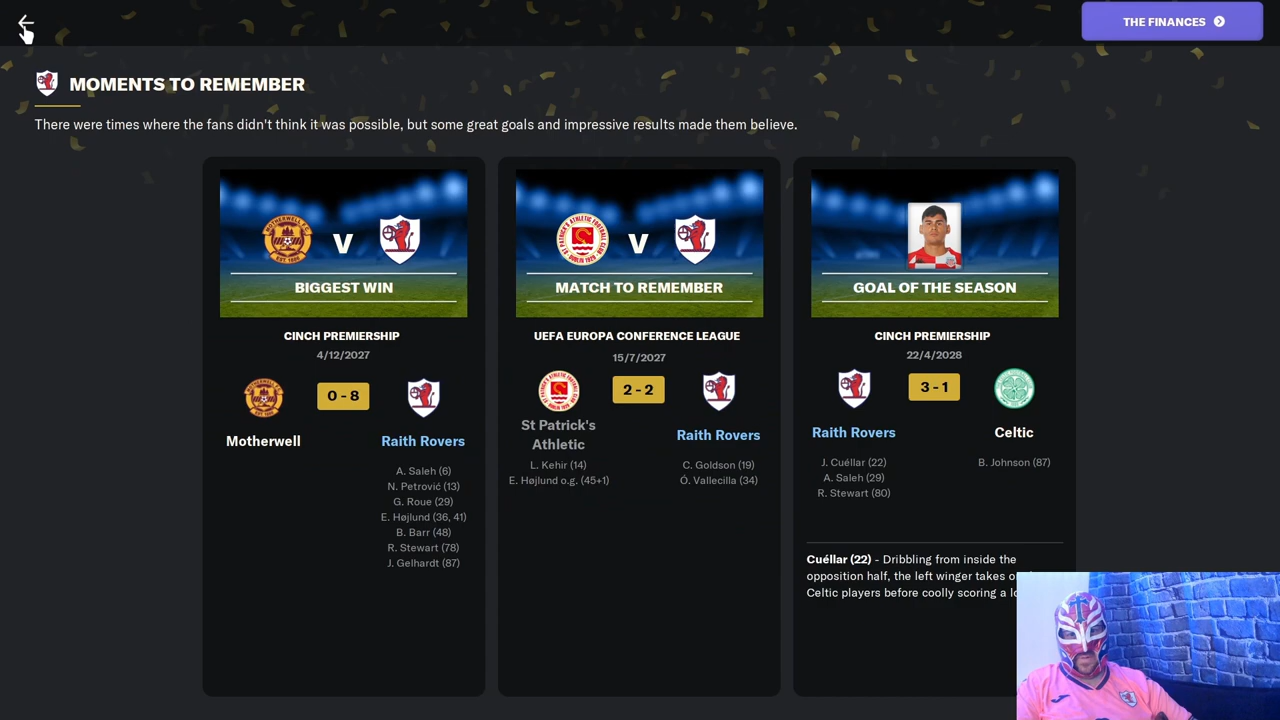 THE FINANCES
MOMENTS TO REMEMBER
There were times where the fans didn't think it was possible, but some great goals and impressive results made them believe.
V
BIGGEST WIN
CINCH PREMIERSHIP
4/12/2027
0 - 8
Motherwell
Raith Rovers
A. Saleh (6)
N. Petrović (13)
G. Roue (29)
E. Højlund (36, 41)
B. Barr (48)
R. Stewart (78)
J. Gelhardt (87)
V
MATCH TO REMEMBER
UEFA EUROPA CONFERENCE LEAGUE
15/7/2027
2 - 2
St Patrick's
Athletic
Raith Rovers
L. Kehir (14)
E. Højlund o.g. (45+1)
C. Goldson (19)
Ó. Vallecilla (34)
GOAL OF THE SEASON
CINCH PREMIERSHIP
22/4/2028
3 - 1
Raith Rovers
Celtic
J. Cuéllar (22)
A. Saleh (29)
R. Stewart (80)
B. Johnson (87)
Cuéllar (22) - Dribbling from inside the
opposition half, the left winger takes
Celtic players before coolly scoring a